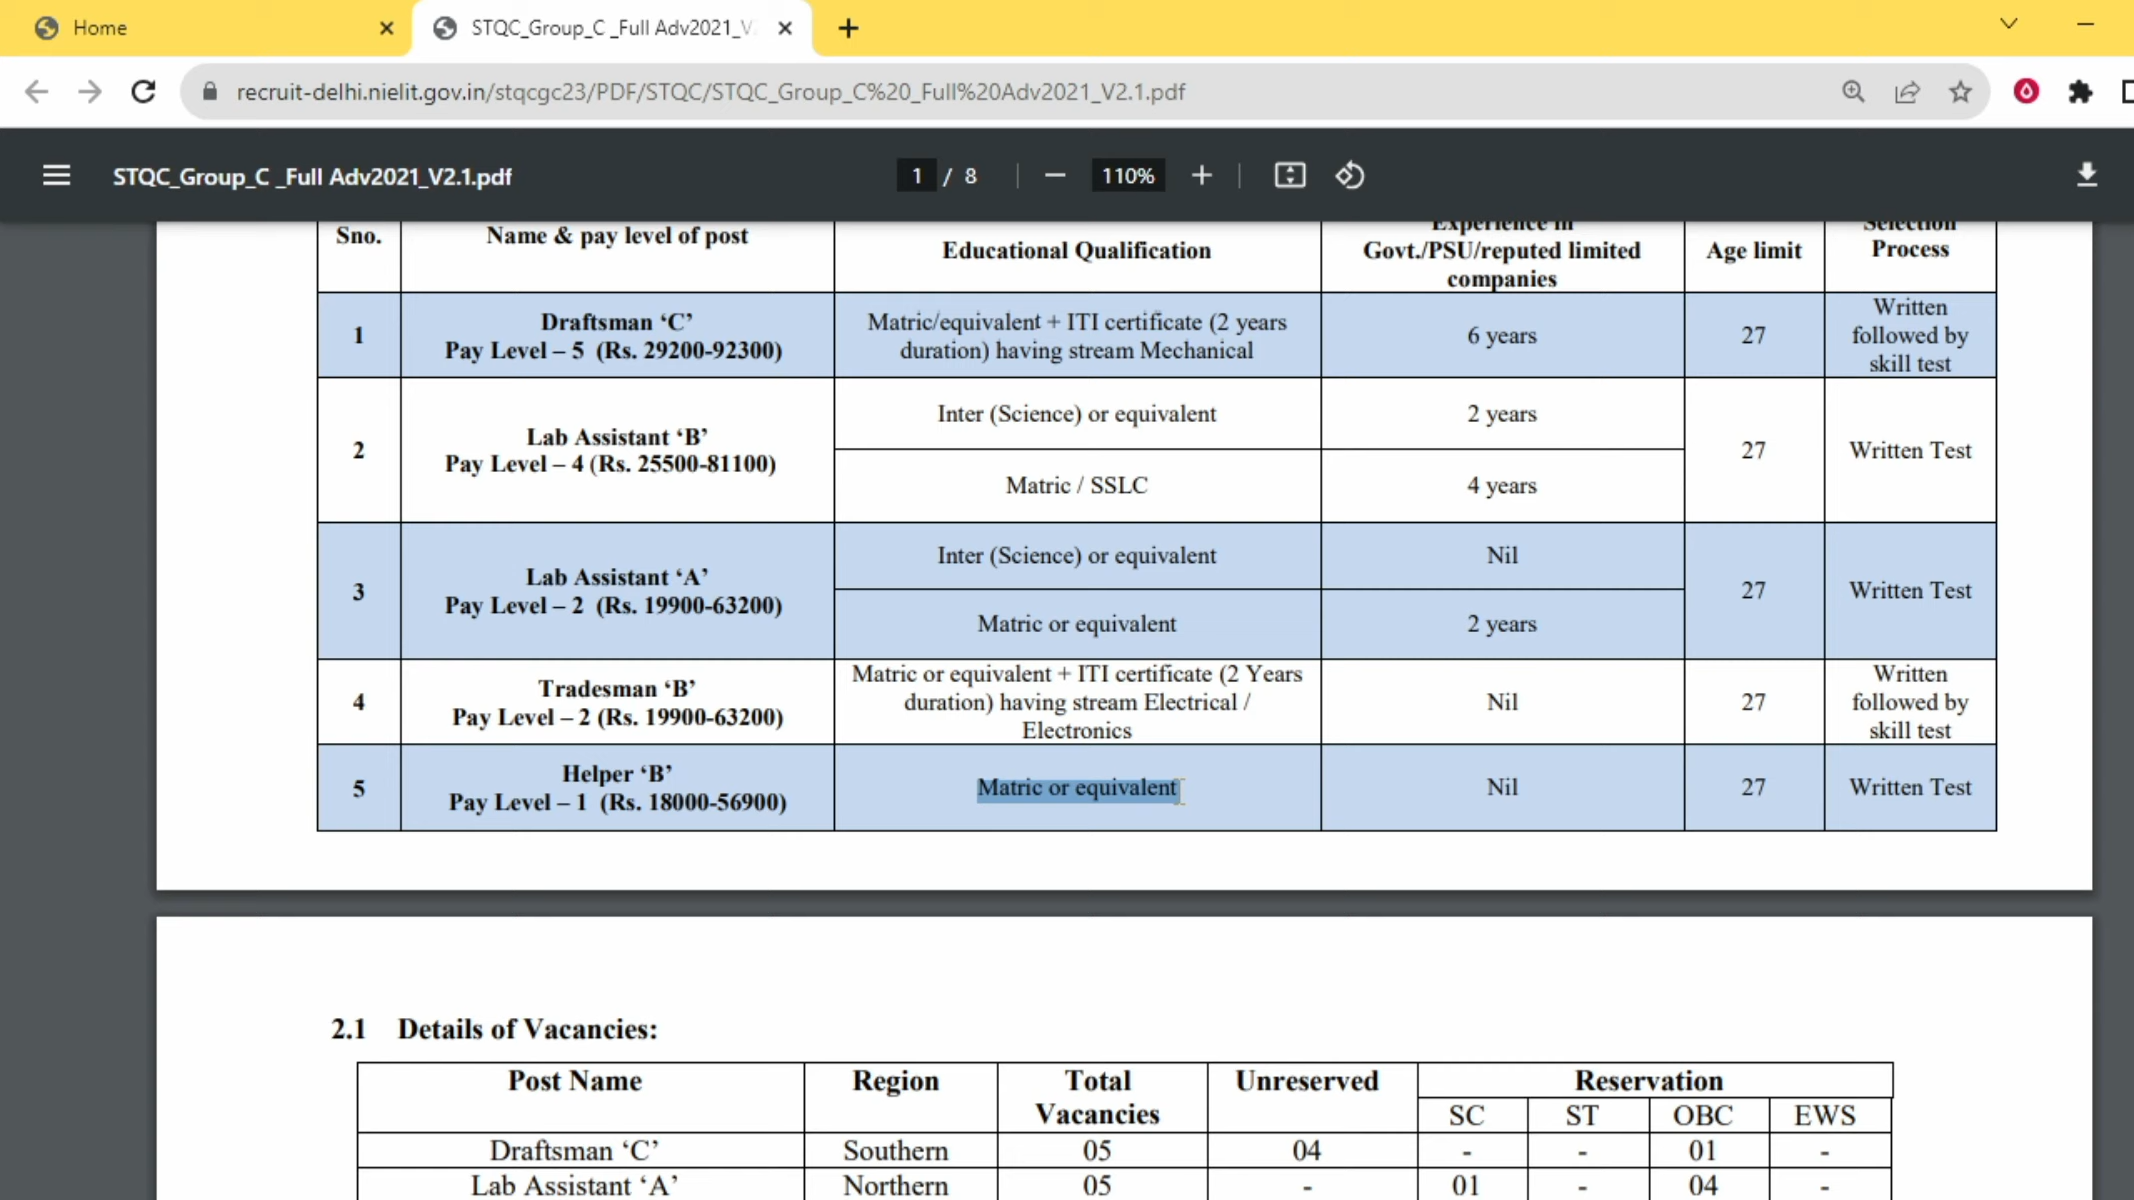 Home
STQC_Group_C _Full Adv2021_V
recruit-delhi.nielit.gov.in/stqcgc23/PDF/STQC/STQC_Group_C%20_Full%20Adv2021_V2.1.pdf
STQC_Group_C _Full Adv2021_V2.1.pdf
1 / 8
110%
Sno.
Name & pay level of post
Educational Qualification
Experience in
Govt./PSU/reputed limited
companies
Age limit
Selection
Process
1
Draftsman ‘C’
Pay Level – 5 (Rs. 29200-92300)
Matric/equivalent + ITI certificate (2 years
duration) having stream Mechanical
6 years
27
Written
followed by
skill test
2
Lab Assistant ‘B’
Pay Level – 4 (Rs. 25500-81100)
Inter (Science) or equivalent
2 years
Matric / SSLC
4 years
27
Written Test
3
Lab Assistant ‘A’
Pay Level – 2 (Rs. 19900-63200)
Inter (Science) or equivalent
Nil
Matric or equivalent
2 years
27
Written Test
4
Tradesman ‘B’
Pay Level – 2 (Rs. 19900-63200)
Matric or equivalent + ITI certificate (2 Years
duration) having stream Electrical /
Electronics
Nil
27
Written
followed by
skill test
5
Helper ‘B’
Pay Level – 1 (Rs. 18000-56900)
Matric or equivalent
Nil
27
Written Test
2.1 Details of Vacancies:
Post Name
Region
Total
Vacancies
Unreserved
Reservation
SC ST OBC EWS
Draftsman ‘C’ Southern 05 04 - - 01 -
Lab Assistant ‘A’ Northern 05 - 01 - 04 -